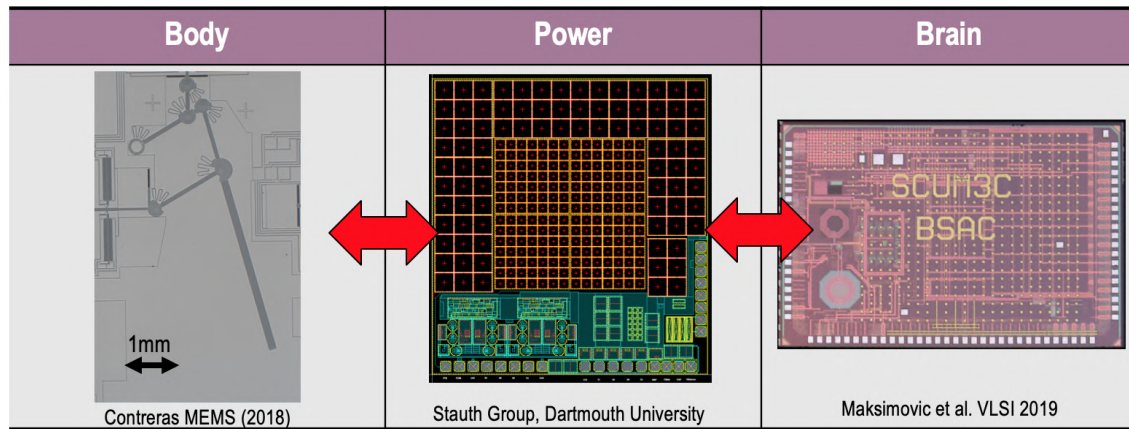 Body
Power
Brain
1mm
SCUM3C
BSAC
Contreras MEMS (2018)
Stauth Group, Dartmouth University
Maksimovic et al. VLSI 2019